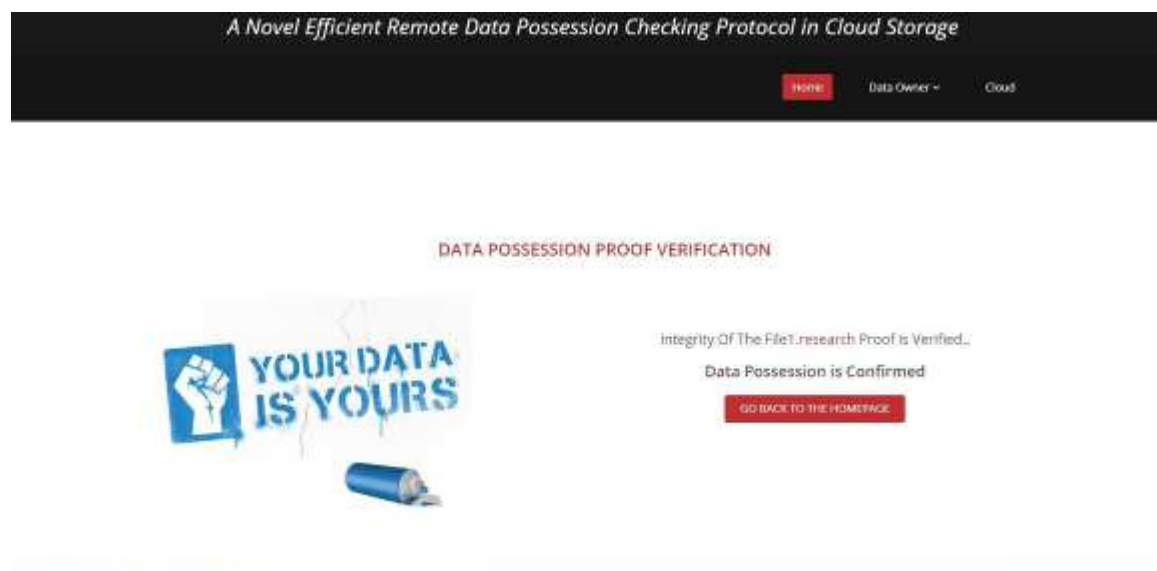 A Novel Efficient Remote Data Possession Checking Protocol in Cloud Storage
Home
Data Owner
Cloud
DATA POSSESSION PROOF VERIFICATION
YOUR DATA
IS YOURS
Integrity Of The File1.research Proof Is Verified..
Data Possession is Confirmed
GO BACK TO THE HOMEPAGE